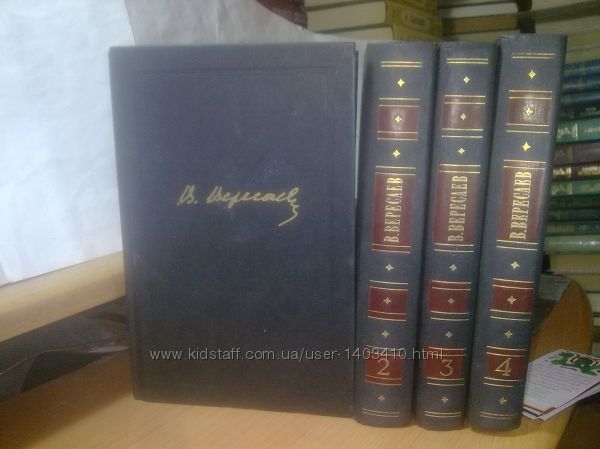 В. Вересаев
В.ВЕРЕСАЕВ
2
В.ВЕРЕСАЕВ
3
В.ВЕРЕСАЕВ
4
www.kidstaff.com.ua/user-1403410.html